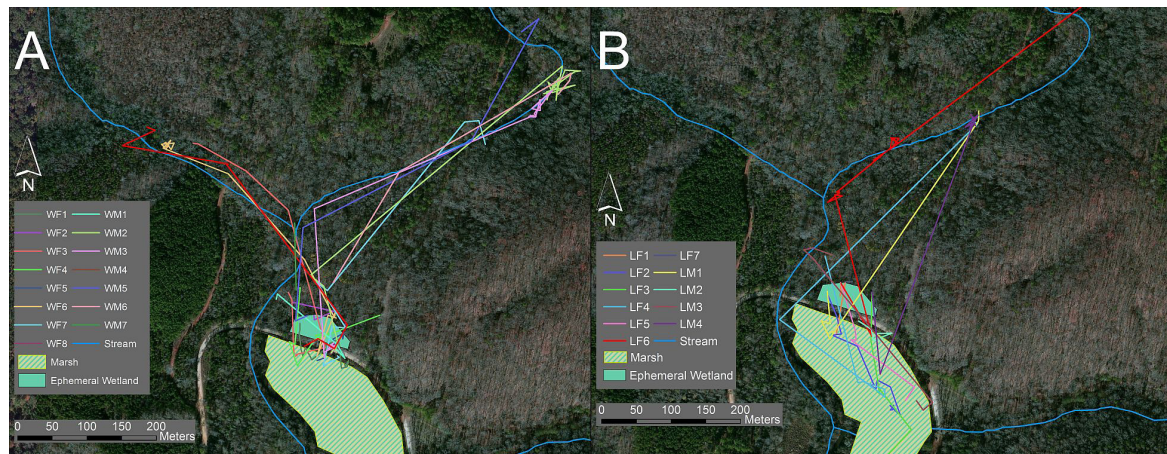 A
B
N
N
WF1 WM1
WF2 WM2
WF3 WM3
WF4 WM4
WF5 WM5
WF6 WM6
WF7 WM7
WF8 Stream
Marsh
Ephemeral Wetland
0 50 100 150 200
Meters
LF1 LF7
LF2 LM1
LF3 LM2
LF4 LM3
LF5 LM4
LF6 Stream
Marsh
Ephemeral Wetland
0 50 100 150 200
Meters